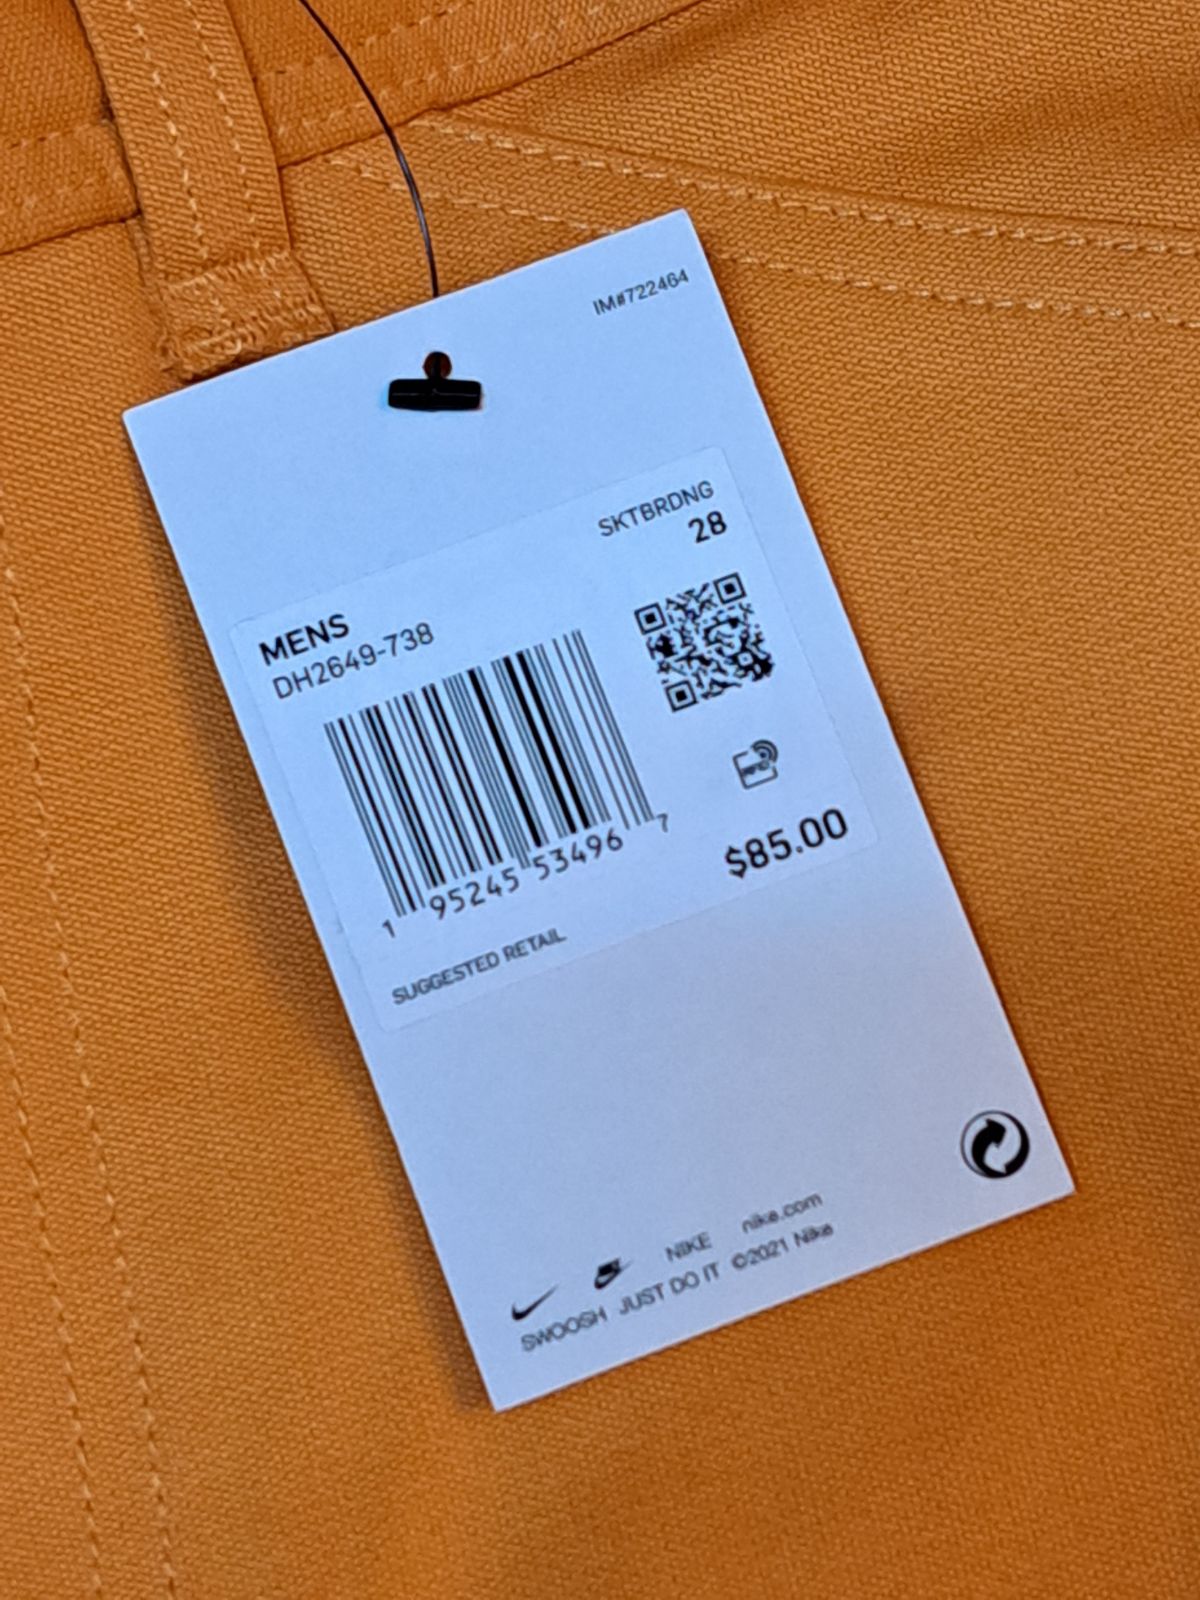 IM#722464
SKTBRDNG
28
MENS
DH2649-738
1 95245 53496 7
$85.00
SUGGESTED RETAIL
NIKE nike.com
SWOOSH JUST DO IT ©2021 Nike